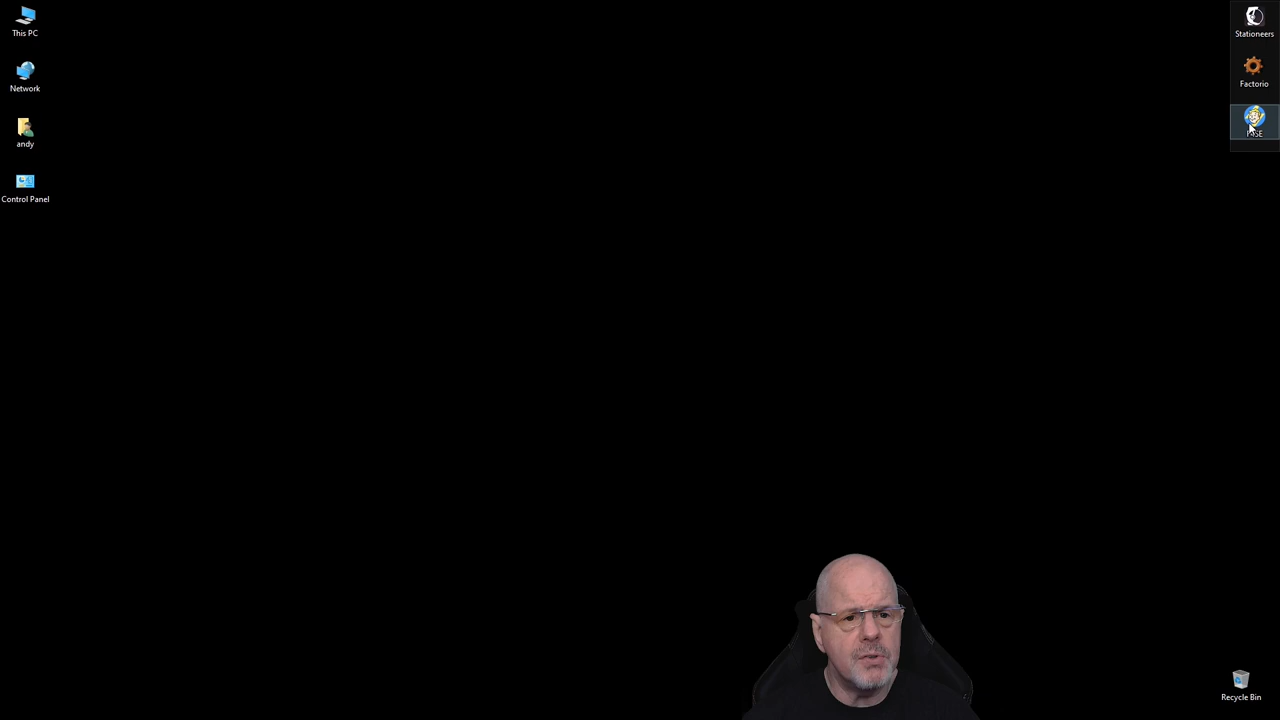 This PC
Network
andy
Control Panel
Stationeers
Factorio
Recycle Bin